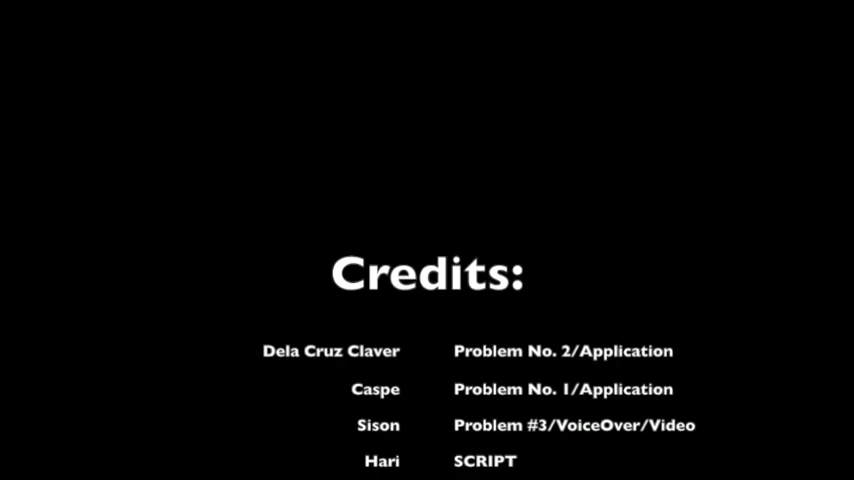 Credits:
Dela Cruz Claver Problem No. 2/Application
Caspe Problem No. 1/Application
Sison Problem #3/VoiceOver/Video
Hari SCRIPT